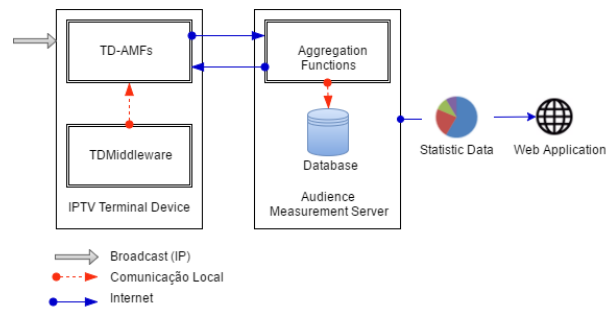 TD-AMFs
Aggregation
Functions
TDMiddleware
Database
Statistic Data
Web Application
IPTV Terminal Device
Audience
Measurement Server
Broadcast (IP)
Comunicação Local
Internet